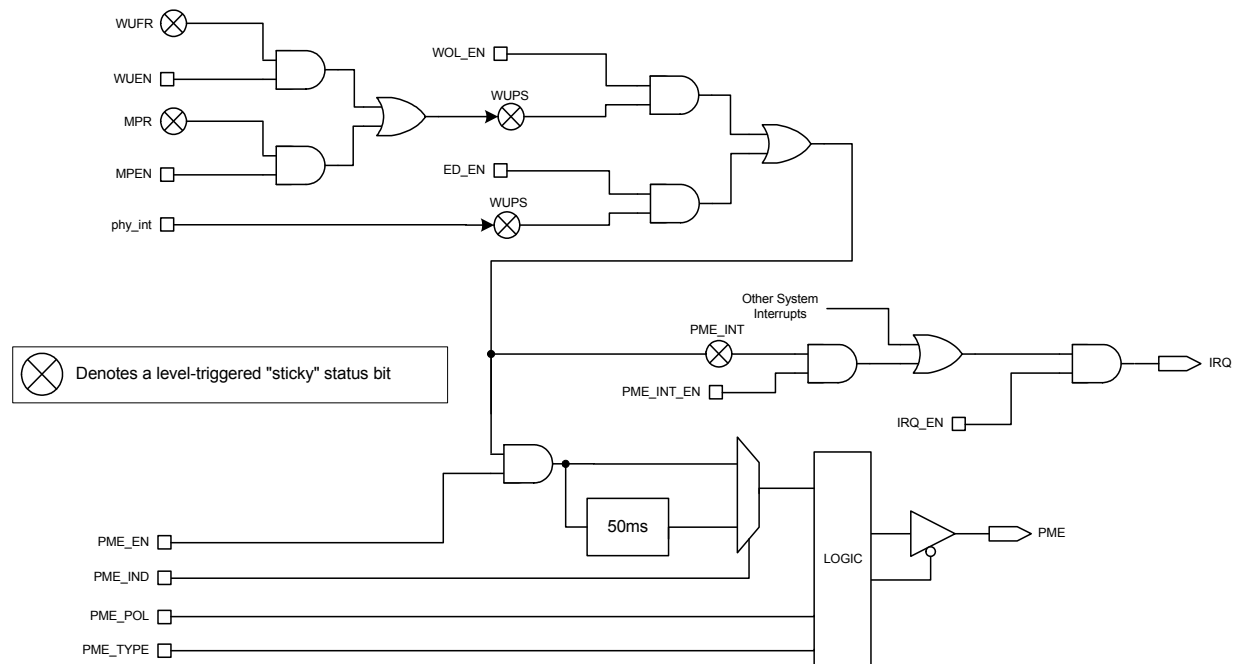 WUFR
WUEN
MPR
MPEN
phy_int
WOL_EN
WUPS
ED_EN
WUPS
Other System
Interrupts
PME_INT
PME_INT_EN
IRQ
IRQ_EN
Denotes a level-triggered "sticky" status bit
50ms
LOGIC
PME
PME_EN
PME_IND
PME_POL
PME_TYPE